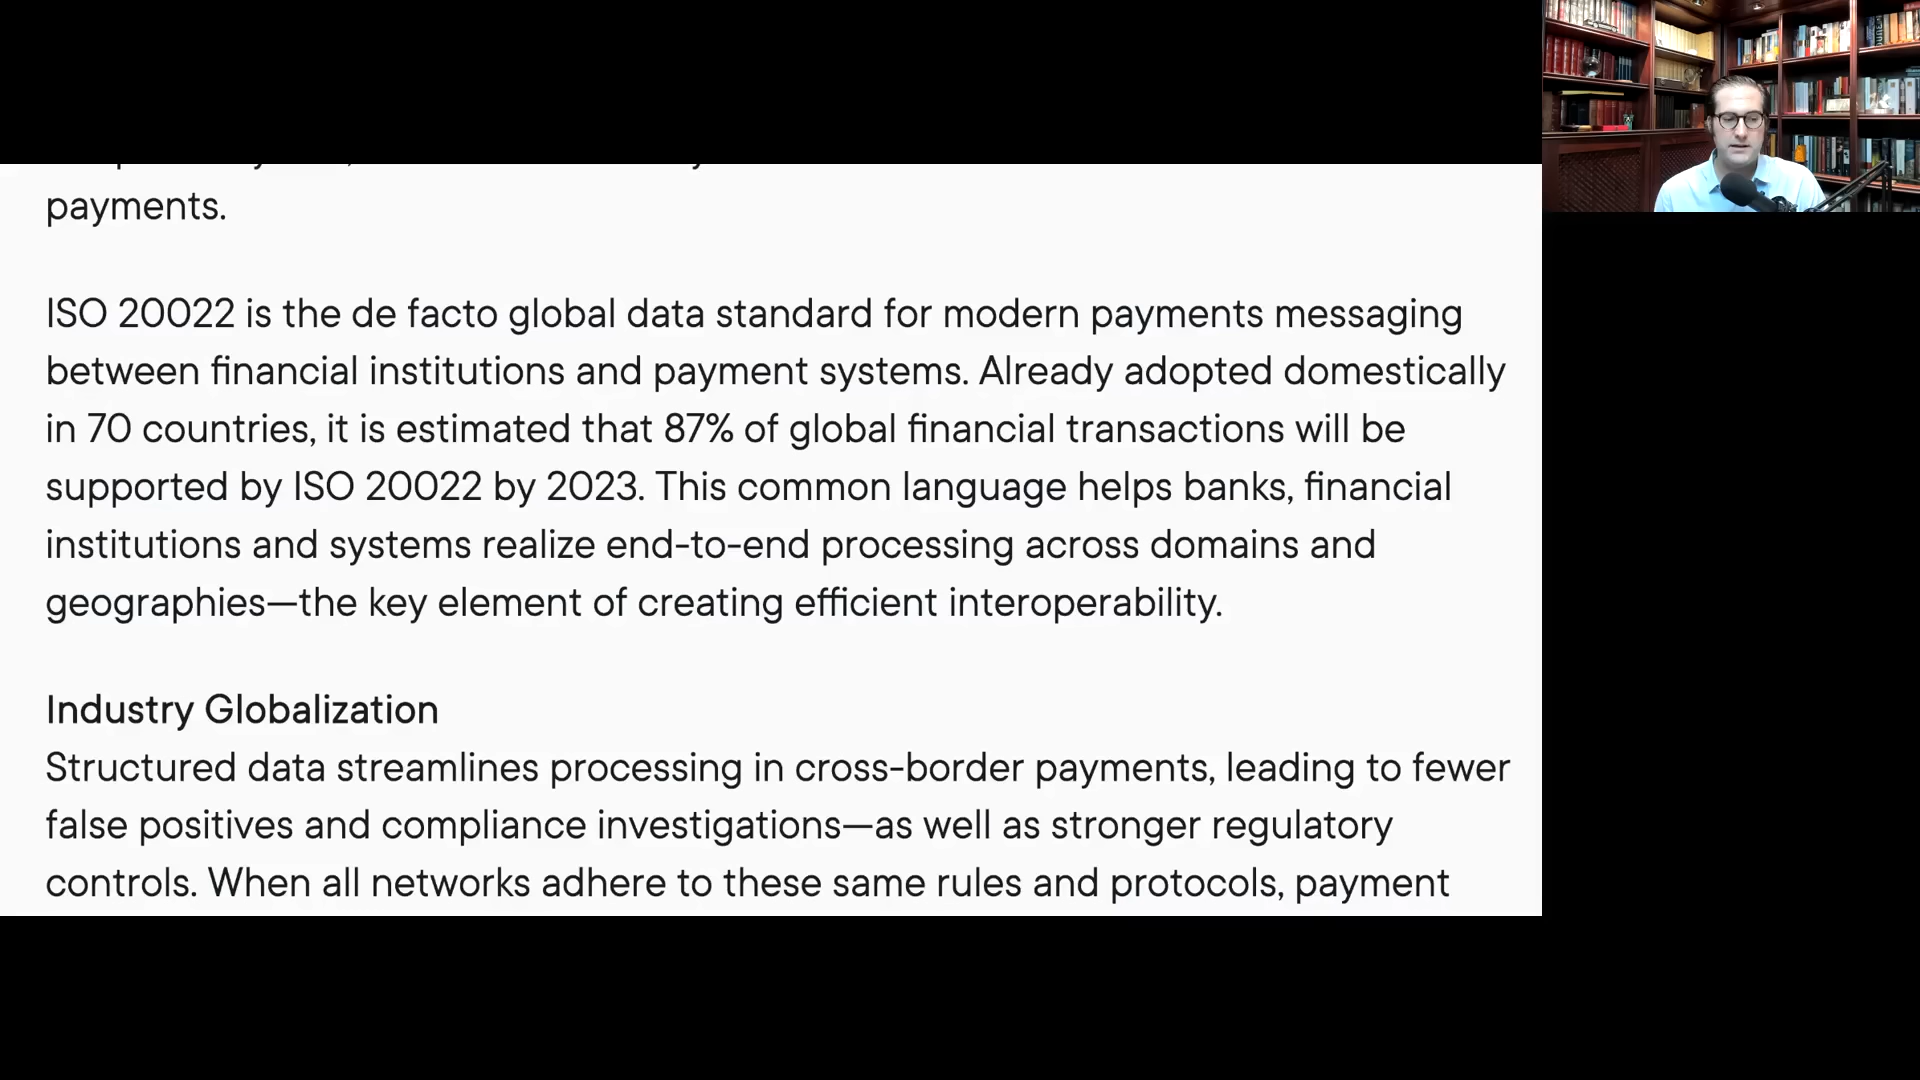 payments.
ISO 20022 is the de facto global data standard for modern payments messaging
between financial institutions and payment systems. Already adopted domestically
in 70 countries, it is estimated that 87% of global financial transactions will be
supported by ISO 20022 by 2023. This common language helps banks, financial
institutions and systems realize end-to-end processing across domains and
geographies—the key element of creating efficient interoperability.
Industry Globalization
Structured data streamlines processing in cross-border payments, leading to fewer
false positives and compliance investigations—as well as stronger regulatory
controls. When all networks adhere to these same rules and protocols, payment